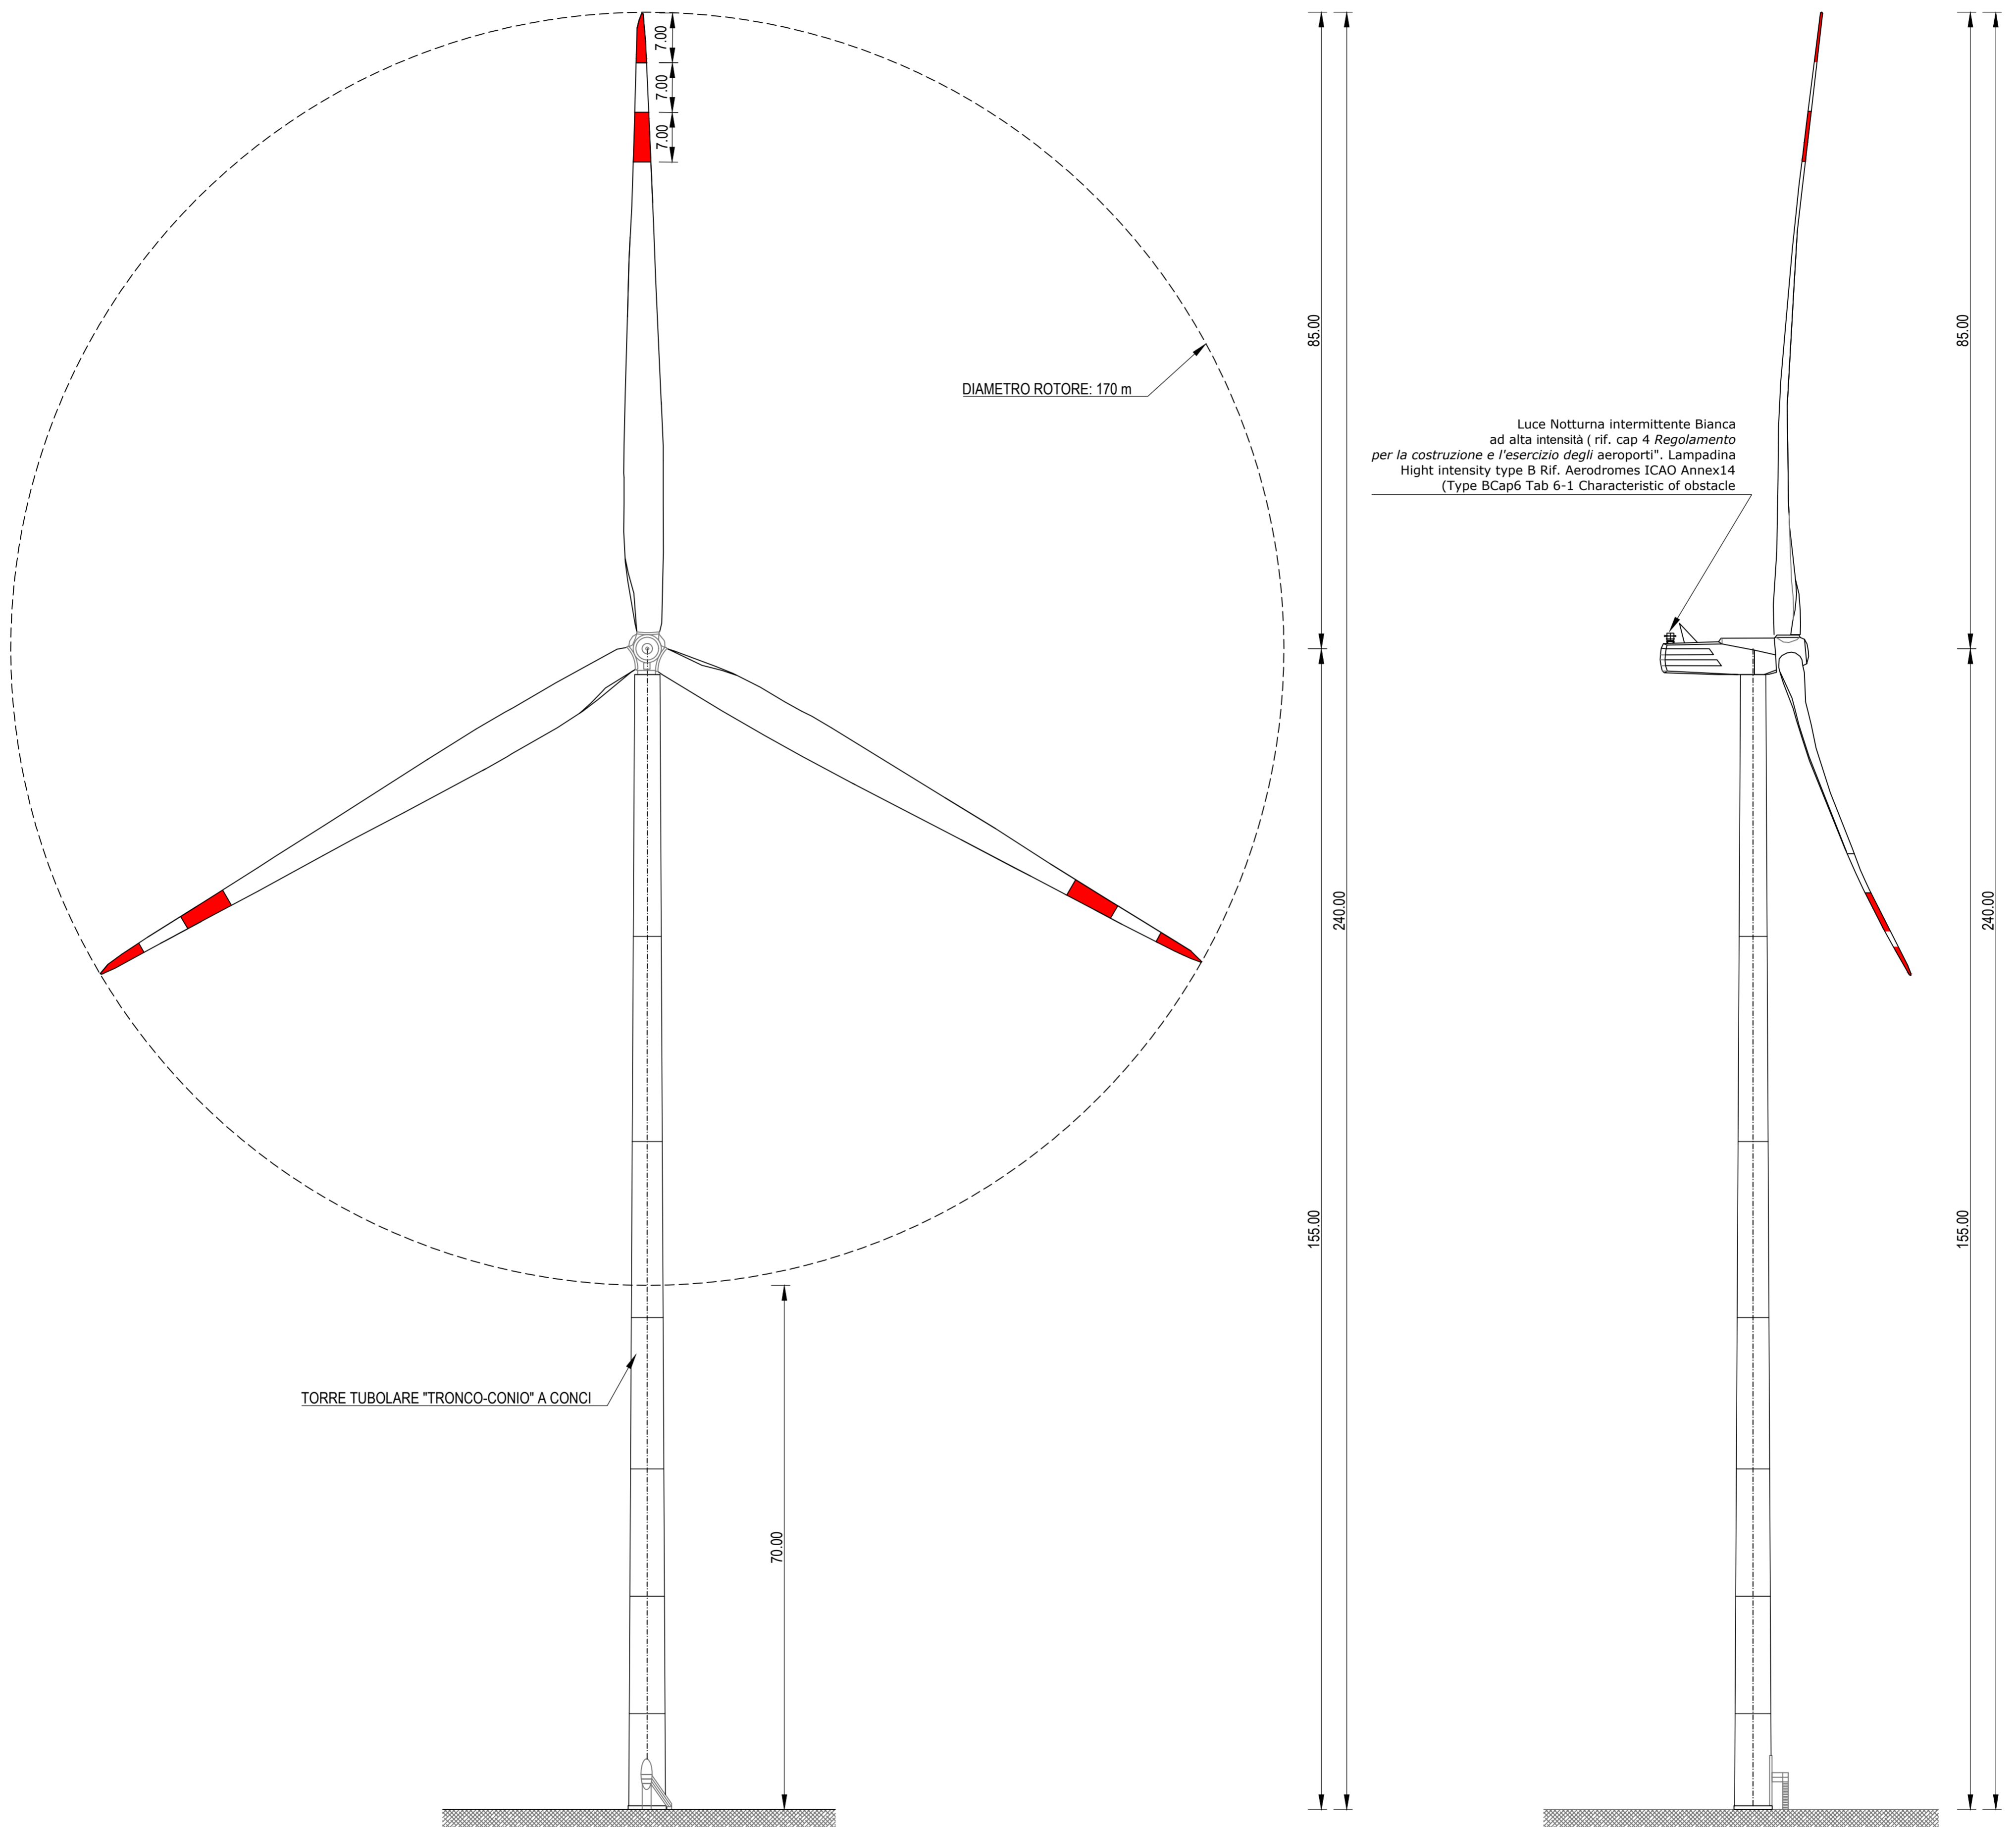 7.00
7.00
7.00
85.00
85.00
DIAMETRO ROTORE: 170 m
Luce Notturna intermittente Bianca
ad alta intensità ( rif. cap 4 Regolamento
per la costruzione e l'esercizio degli aeroporti". Lampadina
Hight intensity type B Rif. Aerodromes ICAO Annex14
(Type BCap6 Tab 6-1 Characteristic of obstacle
240.00
240.00
155.00
155.00
TORRE TUBOLARE "TRONCO-CONIO" A CONCI
70.00